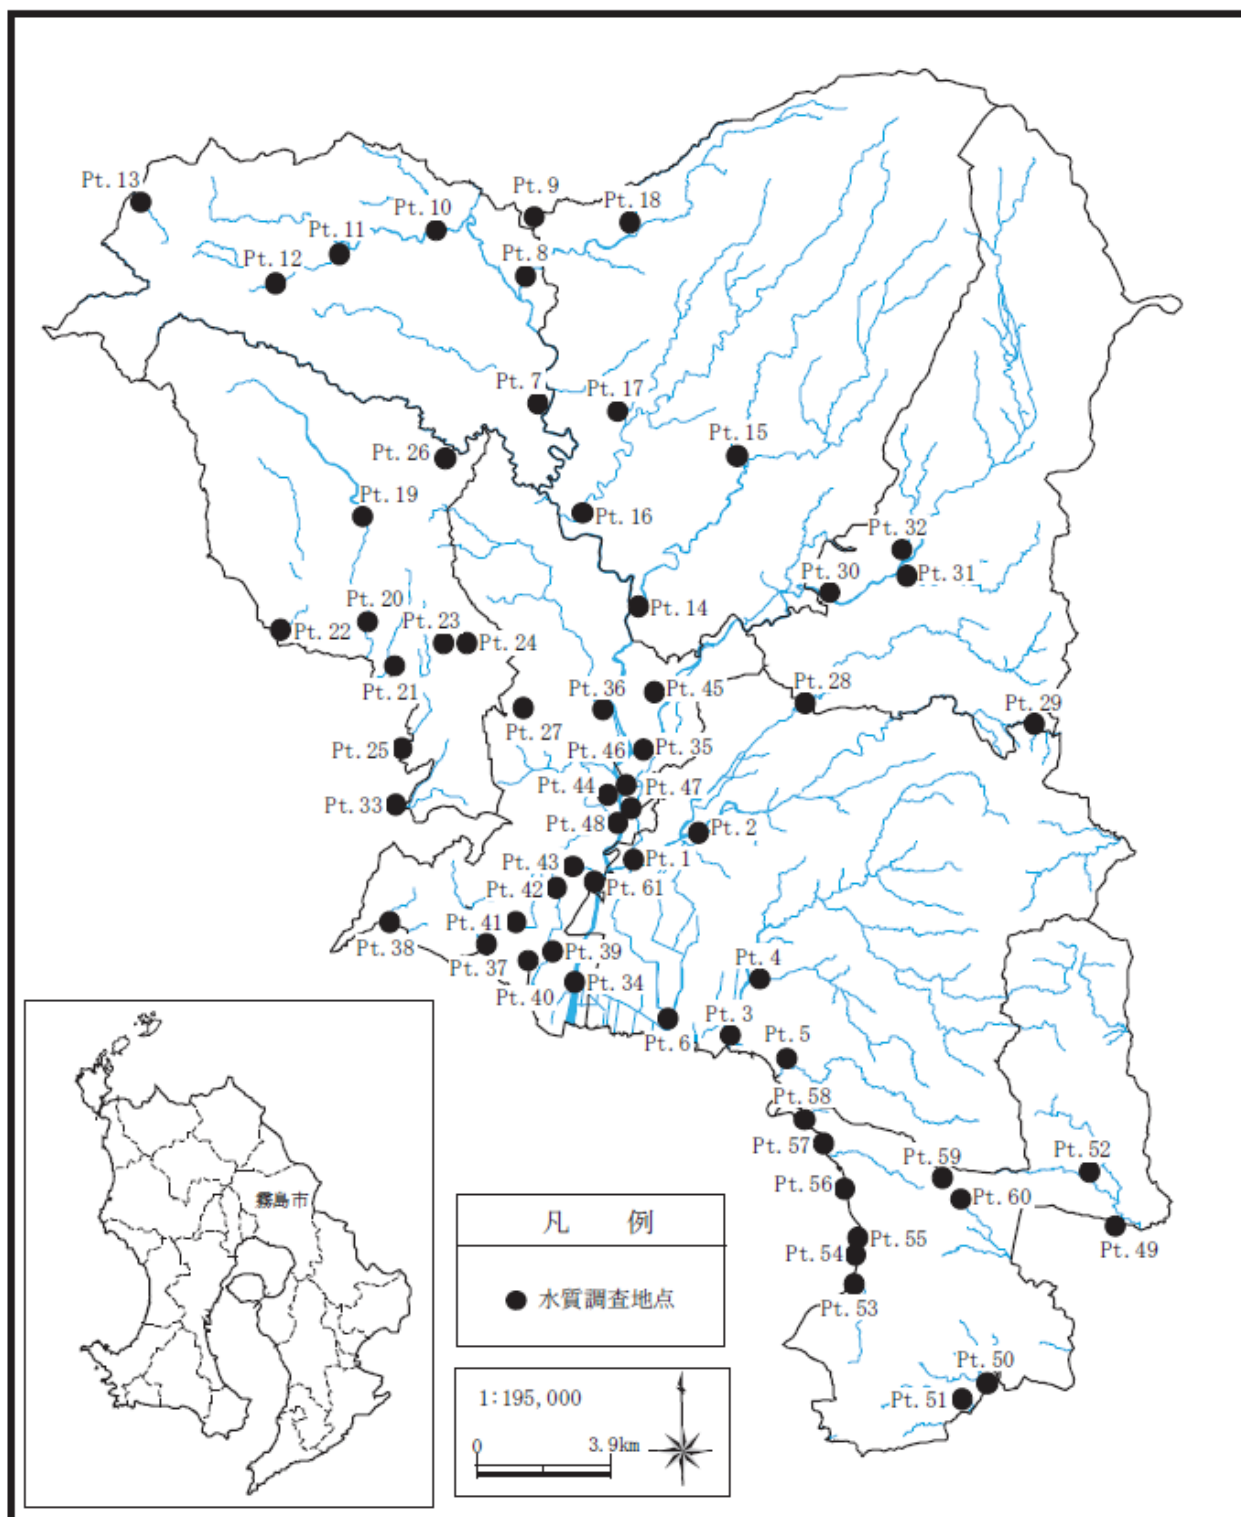 Pt. 13
Pt. 9
Pt. 18
Pt. 10
Pt. 11
Pt. 12
Pt. 8
Pt. 7
Pt. 17
Pt. 15
Pt. 26
Pt. 19
Pt. 16
Pt. 32
Pt. 31
Pt. 30
Pt. 14
Pt. 20
Pt. 23
Pt. 22
Pt. 24
Pt. 21
Pt. 36
Pt. 45
Pt. 28
Pt. 29
Pt. 27
Pt. 25
Pt. 46
Pt. 35
Pt. 44
Pt. 47
Pt. 33
Pt. 48
Pt. 2
Pt. 43
Pt. 1
Pt. 42
Pt. 61
Pt. 41
Pt. 38
Pt. 39
Pt. 4
Pt. 37
Pt. 34
Pt. 40
Pt. 3
Pt. 6
Pt. 5
Pt. 58
Pt. 57
Pt. 59
Pt. 52
Pt. 56
Pt. 60
Pt. 55
Pt. 49
Pt. 54
Pt. 53
Pt. 50
Pt. 51
霧島市
凡 例
水質調査地点
1:195,000
0 3.9km